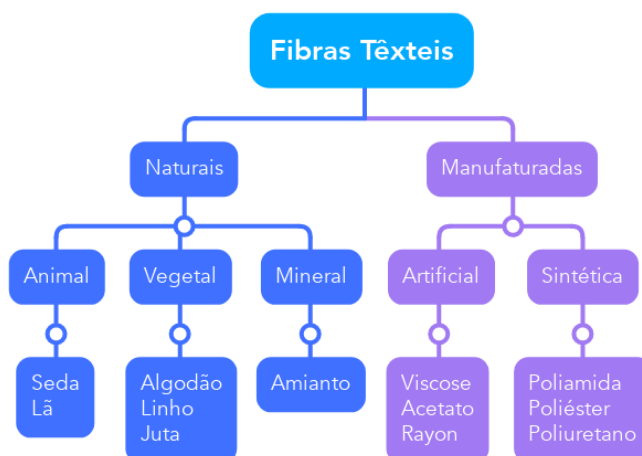 Fibras Têxteis
Naturais
Manufaturadas
Animal
Vegetal
Mineral
Artificial
Sintética
Seda
Lã
Algodão
Linho
Juta
Amianto
Viscose
Acetato
Rayon
Poliamida
Poliéster
Poliuretano